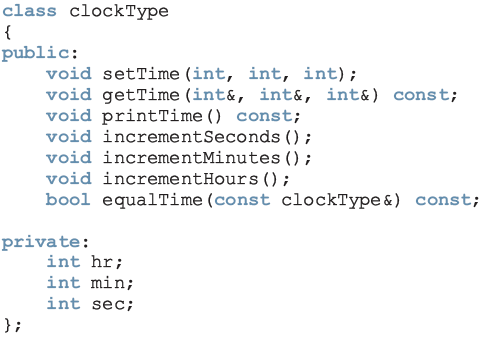 class clockType
{
public:
    void setTime(int, int, int);
    void getTime(int&, int&, int&) const;
    void printTime() const;
    void incrementSeconds();
    void incrementMinutes();
    void incrementHours();
    bool equalTime(const clockType&) const;

private:
    int hr;
    int min;
    int sec;
};